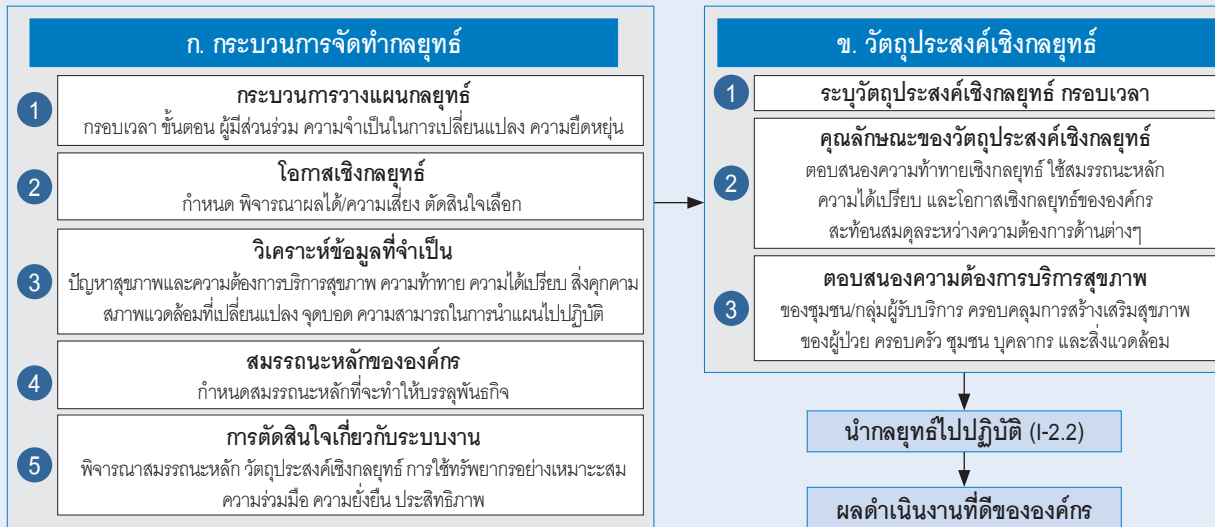 ก. กระบวนการจัดทำกลยุทธ์
1
กระบวนการวางแผนกลยุทธ์
กรอบเวลา ขั้นตอน ผู้มีส่วนร่วม ความจำเป็นในการเปลี่ยนแปลง ความยืดหยุ่น
2
โอกาสเชิงกลยุทธ์
กำหนด พิจารณาผลได้/ความเสี่ยง ตัดสินใจเลือก
3
วิเคราะห์ข้อมูลที่จำเป็น
ปัญหาสุขภาพและความต้องการบริการสุขภาพ ความท้าทาย ความได้เปรียบ สิ่งคุกคาม
สภาพแวดล้อมที่เปลี่ยนแปลง จุดบอด ความสามารถในการนำแผนไปปฏิบัติ
4
สมรรถนะหลักขององค์กร
กำหนดสมรรถนะหลักที่จะทำให้บรรลุพันธกิจ
5
การตัดสินใจเกี่ยวกับระบบงาน
พิจารณาสมรรถนะหลัก วัตถุประสงค์เชิงกลยุทธ์ การใช้ทรัพยากรอย่างเหมาะะสม
ความร่วมมือ ความยั่งยืน ประสิทธิภาพ
ข. วัตถุประสงค์เชิงกลยุทธ์
1
ระบุวัตถุประสงค์เชิงกลยุทธ์ กรอบเวลา
2
คุณลักษณะของวัตถุประสงค์เชิงกลยุทธ์
ตอบสนองความท้าทายเชิงกลยุทธ์ ใช้สมรรถนะหลัก
ความได้เปรียบ และโอกาสเชิงกลยุทธ์ขององค์กร
สะท้อนสมดุลระหว่างความต้องการด้านต่างๆ
3
ตอบสนองความต้องการบริการสุขภาพ
ของชุมชน/กลุ่มผู้รับบริการ ครอบคลุมการสร้างเสริมสุขภาพ
ของผู้ป่วย ครอบครัว ชุมชน บุคลากร และสิ่งแวดล้อม
นำกลยุทธ์ไปปฏิบัติ (I-2.2)
ผลดำเนินงานที่ดีขององค์กร